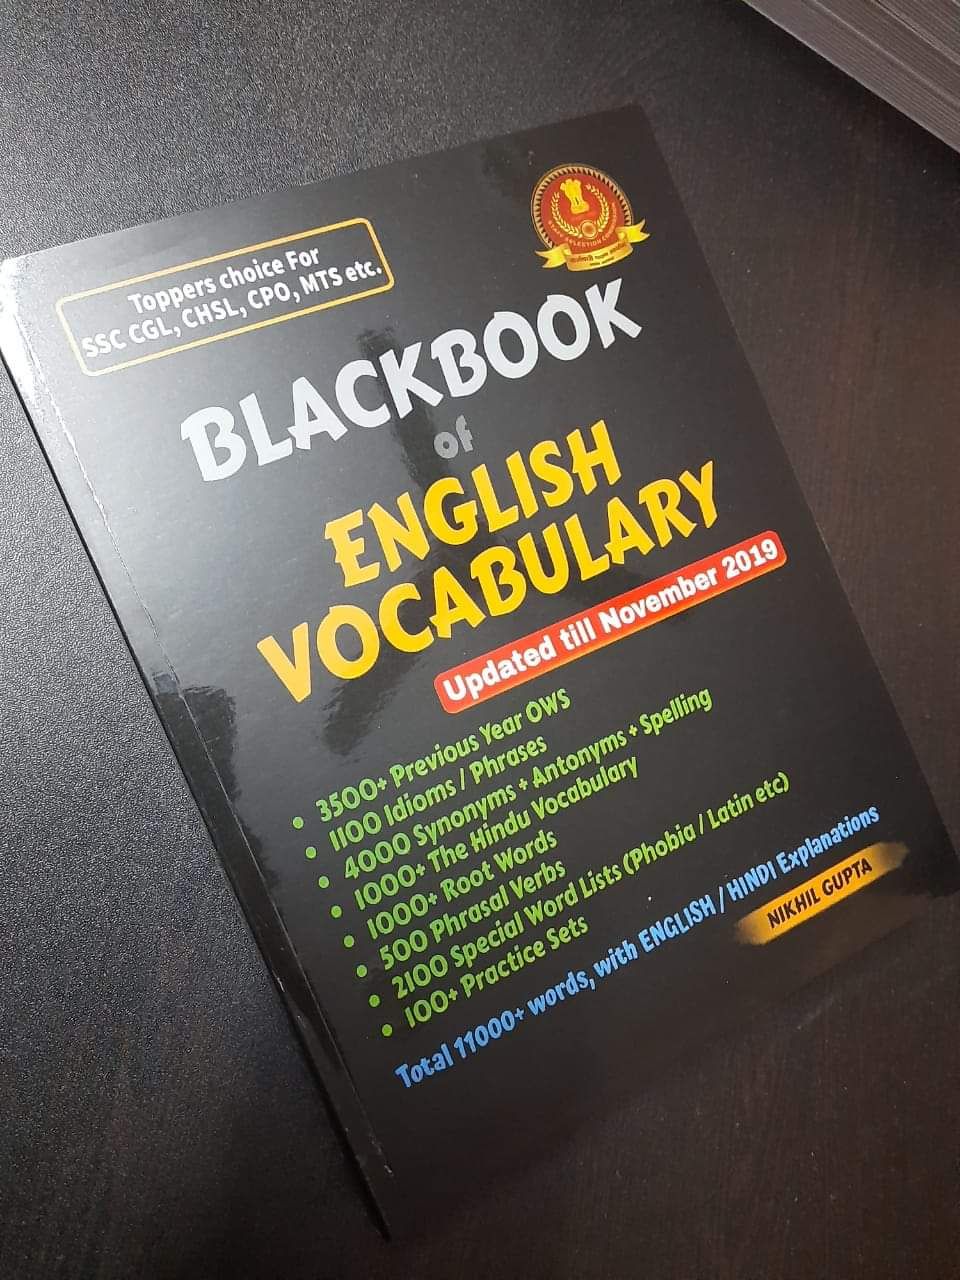 Toppers choice For
SSC CGL, CHSL, CPO, MTS etc.
STAFF SELECTION COMMISSION
BLACKBOOK
of
ENGLISH
VOCABULARY
Updated till November 2019
• 3500+ Previous Year OWS
• 1100 Idioms / Phrases
• 4000 Synonyms + Antonyms + Spelling
• 1000+ The Hindu Vocabulary
• 1000+ Root Words
• 500 Phrasal Verbs
• 2100 Special Word Lists (Phobia / Latin etc)
• 100+ Practice Sets
Total 11000+ words, with ENGLISH / HINDI Explanations
NIKHIL GUPTA